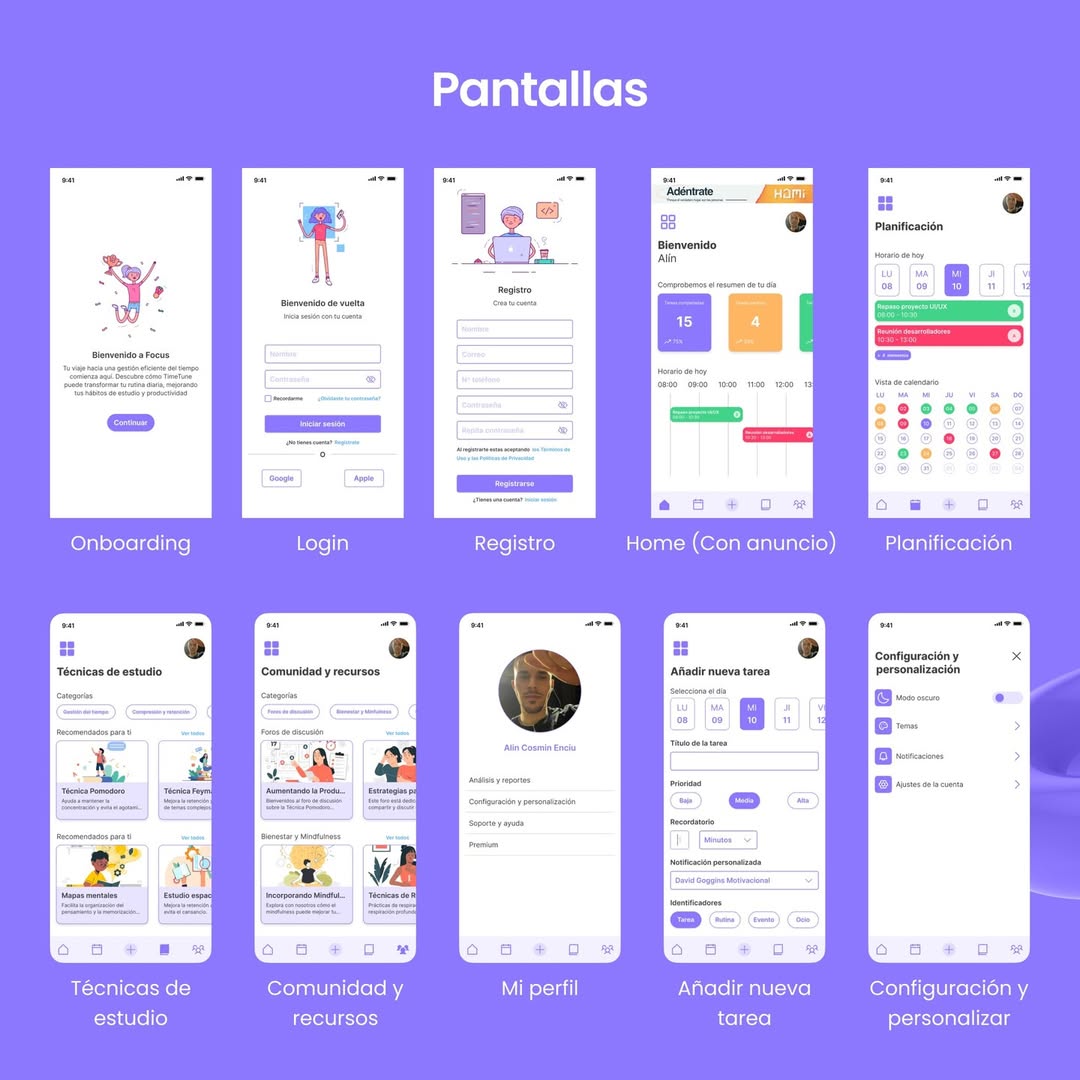 Pantallas
9:41
Bienvenido a Focus
Tu viaje hacia una gestión eficiente del tiempo
comienza aquí. Descubre cómo TimeTune
puede transformar tu rutina diaria, mejorando
tus hábitos de estudio y productividad
Continuar
Onboarding
9:41
Bienvenido de vuelta
Inicia sesión con tu cuenta
Nombre
Contraseña
Recordarme
¿Olvidaste tu contraseña?
Iniciar sesión
¿No tienes cuenta? Regístrate
O
Google
Apple
Login
9:41
Registro
Crea tu cuenta
Nombre
Correo
Nº teléfono
Contraseña
Repita contraseña
Al registrarte estas aceptando los Términos de
Uso y las Políticas de Privacidad
Registrarse
¿Tienes una cuenta? Iniciar sesión
Registro
9:41
Adéntrate
HaMi
Bienvenido
Alín
Comprobemos el resumen de tu día
Tareas completadas
15
75%
4
Horario de hoy
08:00 09:00 10:00 11:00 12:00 13:
Repaso proyecto UI/UX
08:00 - 10:30
Reunión desarrolladores
10:30 - 13:00
Home (Con anuncio)
9:41
Planificación
Horario de hoy
LU MA MI JI VI
08 09 10 11 12
Repaso proyecto UI/UX
08:00 - 10:30
A
Reunión desarrolladores
10:30 - 13:00
A
Vista de calendario
LU MA MI JU VI SA DO
01 02 03 04 05 06 07
08 09 10 11 12 13 14
15 16 17 18 19 20 21
22 23 24 25 26 27 28
29 30 31 01 02 03 04
Planificación
9:41
Técnicas de estudio
Categorías
Gestión del tiempo
Compresión y retención
Recomendados para ti
Ver todos
Técnica Pomodoro
Ayuda a mantener la
concentración y evita el agotami...
Técnica Feyma
Mejora la retención
de temas complejos,
Recomendados para ti
Ver todos
Mapas mentales
Facilita la organización del
pensamiento y la memorización...
Estudio espac
Mejora la retención
evita el cansancio.
Técnicas de
estudio
9:41
Comunidad y recursos
Categorías
Foros de discusión
Bienestar y Minfulness
Foros de discusión
Ver todos
17
Aumentando la Produ...
Bienvenidos al foro de discusión
sobre la Técnica Pomodoro...
Estrategias pa
Este foro está dedic
compartir y discutir
Bienestar y Mindfulness
Ver todos
Incorporando Mindful...
Explora con nosotros cómo el
mindfulness puede mejorar tu...
Técnicas de R
Prácticas de respirac
respiración profund
Comunidad y
recursos
9:41
Alin Cosmin Enciu
Análisis y reportes
Configuración y personalización
Soporte y ayuda
Premium
Mi perfil
9:41
Añadir nueva tarea
Selecciona el día
LU MA MI JI VI
08 09 10 11 12
Título de la tarea
Prioridad
Baja
Media
Alta
Recordatorio
Minutos
Notificación personalizada
David Goggins Motivacional
Identificadores
Tarea
Rutina
Evento
Ocio
Añadir nueva
tarea
9:41
Configuración y
personalización
Modo oscuro
Temas
Notificaciones
Ajustes de la cuenta
Configuración y
personalizar